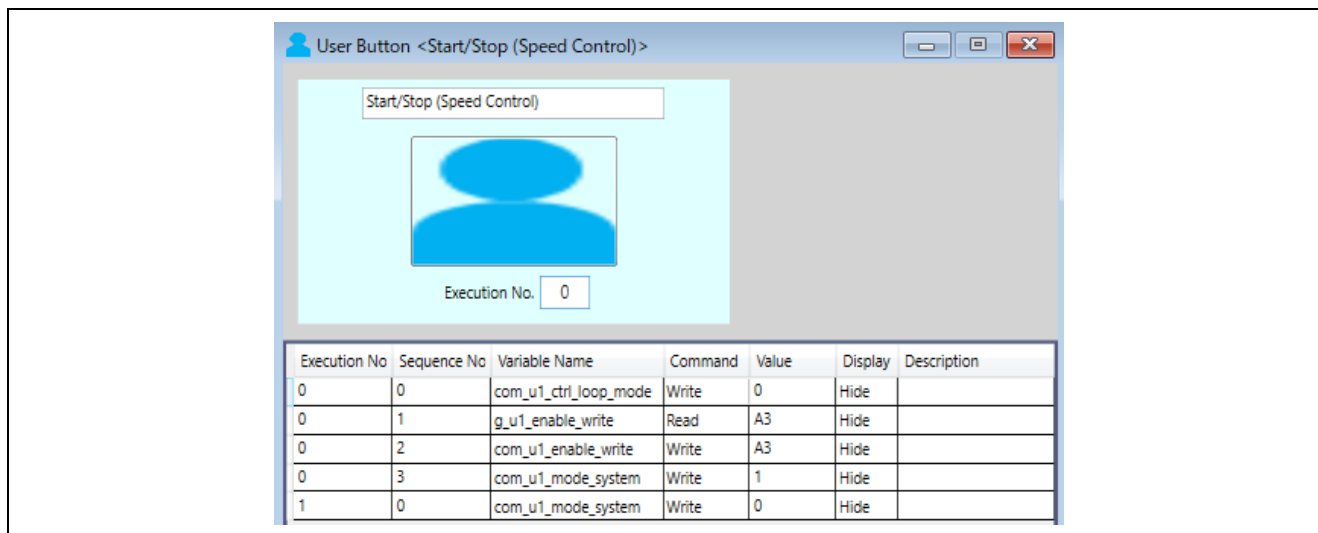 User Button <Start/Stop (Speed Control)>
Start/Stop (Speed Control)
Execution No. 0
Execution No Sequence No Variable Name Command Value Display Description
0 0 com_u1_ctrl_loop_mode Write 0 Hide
0 1 g_u1_enable_write Read A3 Hide
0 2 com_u1_enable_write Write A3 Hide
0 3 com_u1_mode_system Write 1 Hide
1 0 com_u1_mode_system Write 0 Hide